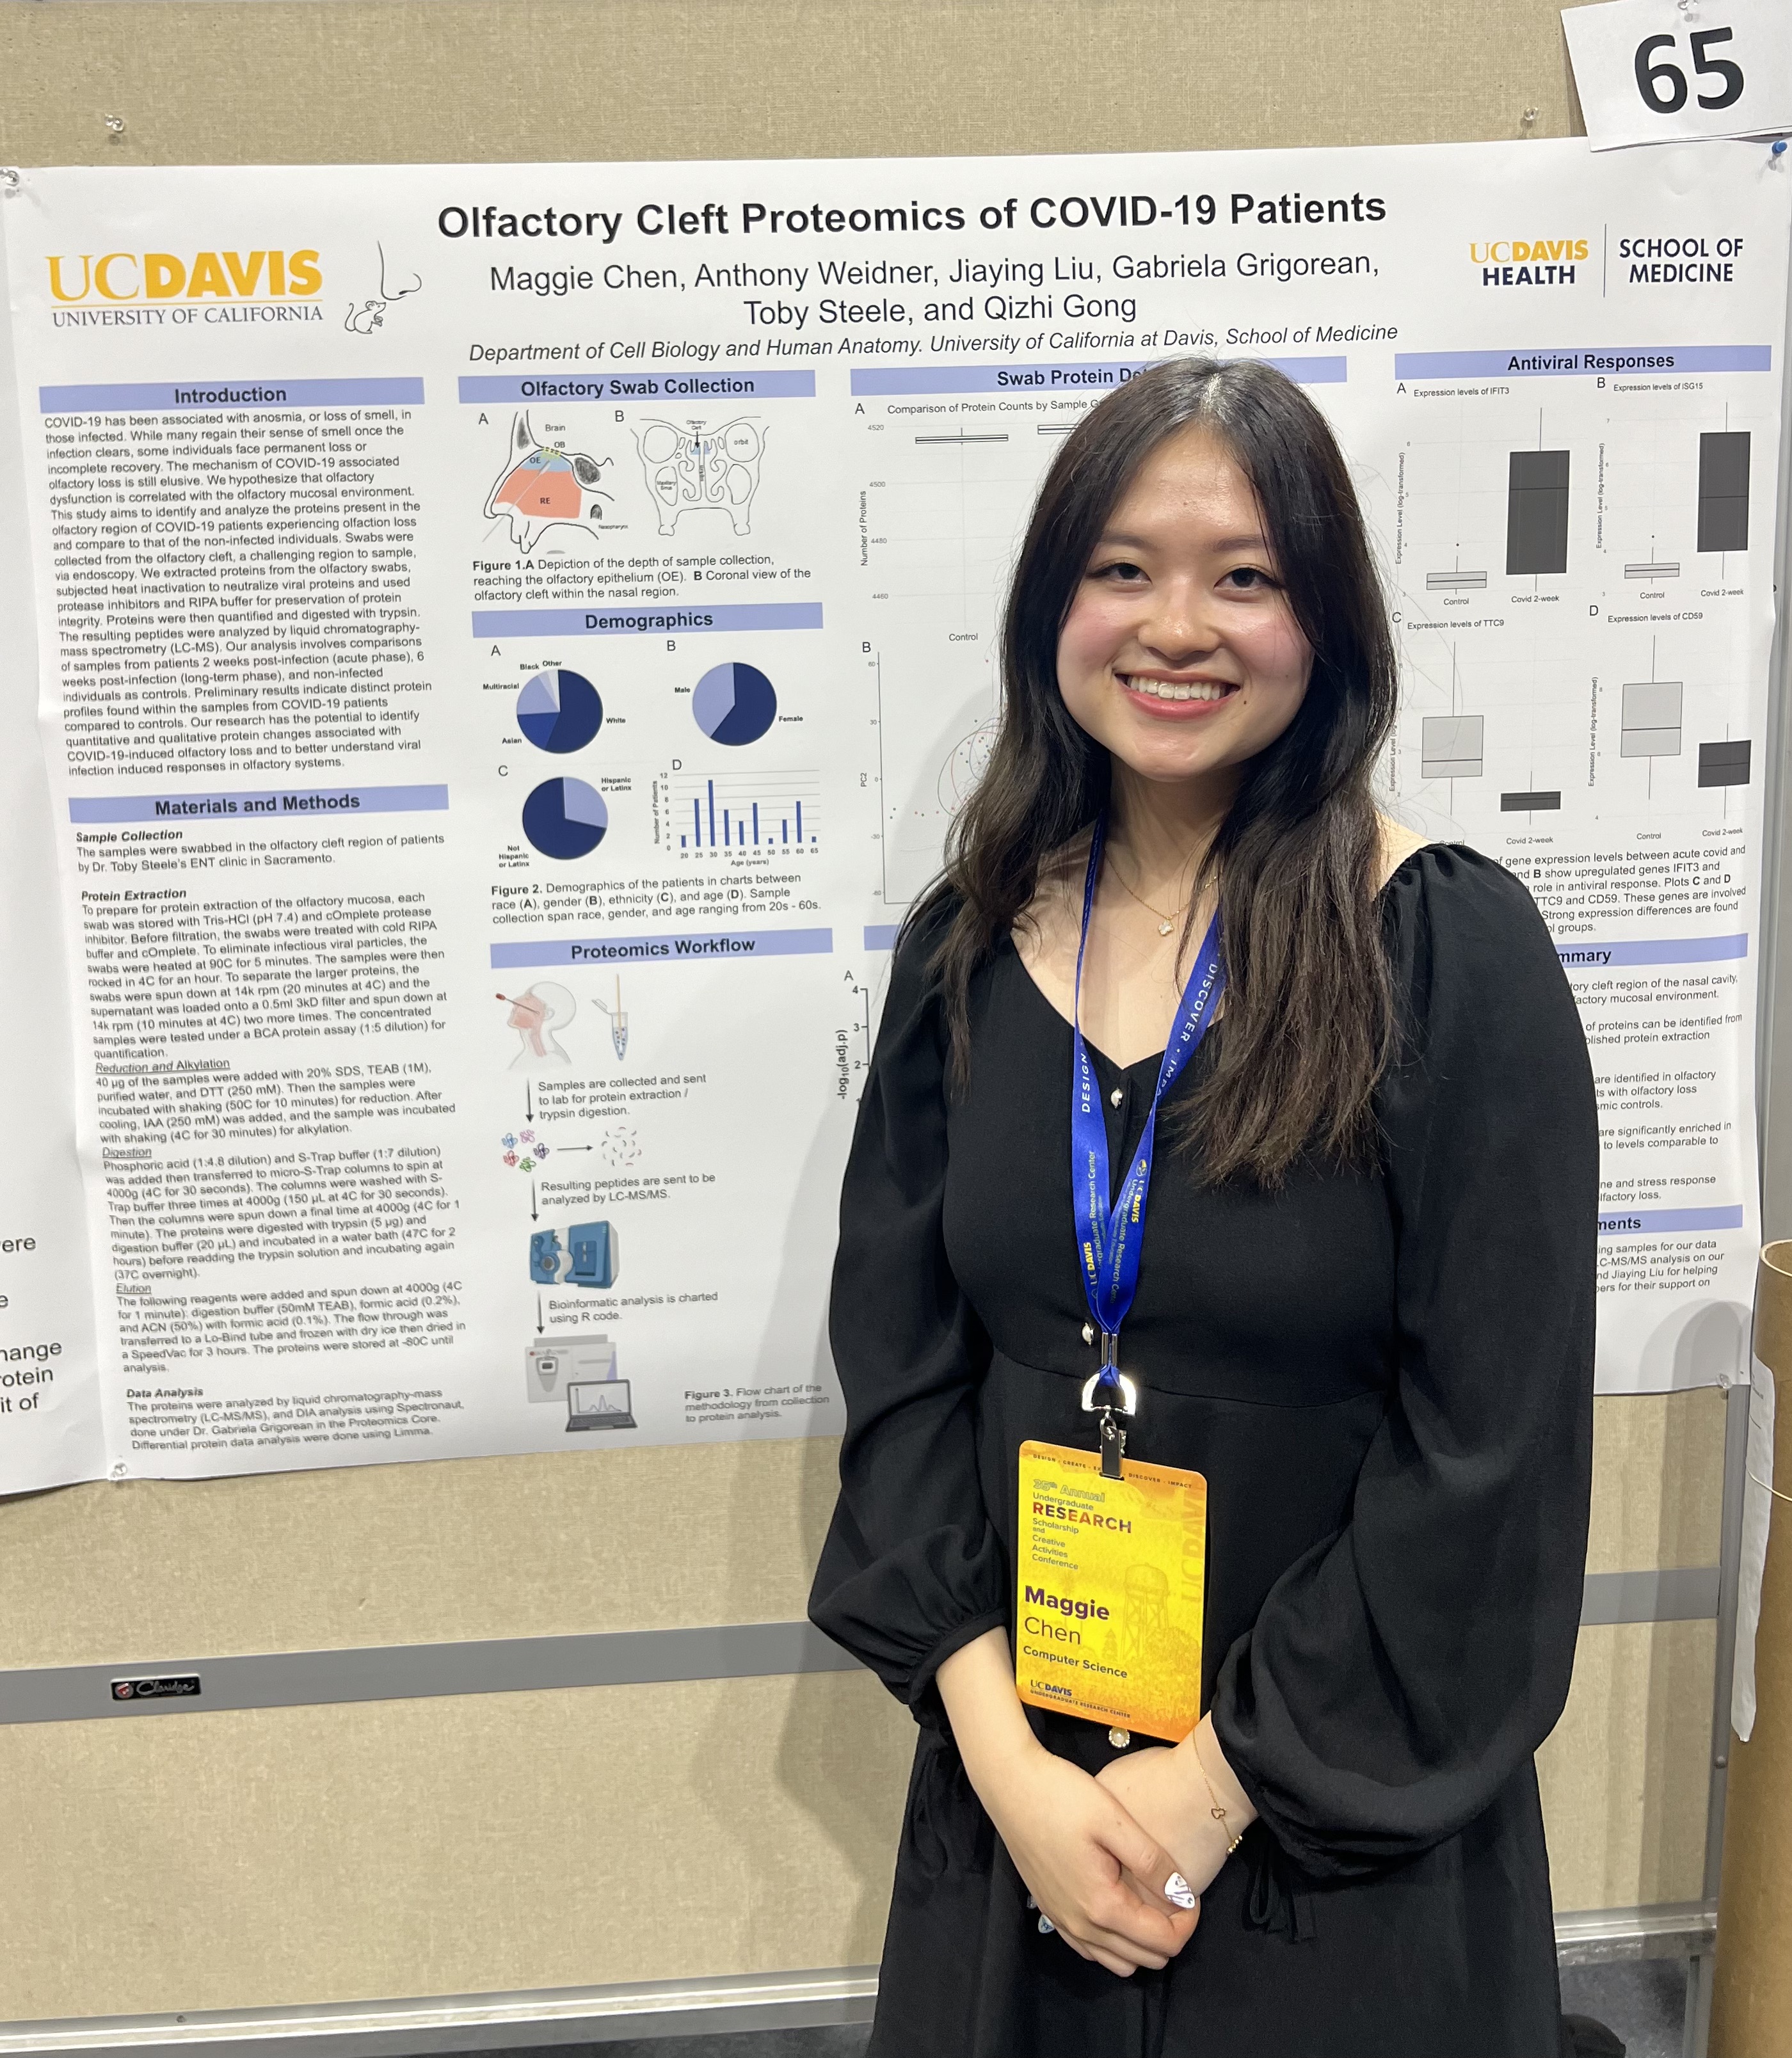 65
Olfactory Cleft Proteomics of COVID-19 Patients
Maggie Chen, Anthony Weidner, Jiaying Liu, Gabriela Grigorean,
Toby Steele, and Qizhi Gong
Department of Cell Biology and Human Anatomy. University of California at Davis, School of Medicine
UCDAVIS
UNIVERSITY OF CALIFORNIA
UCDAVIS
HEALTH
SCHOOL OF
MEDICINE
Introduction
COVID-19 has been associated with anosmia, or loss of smell, in
those infected. While many regain their sense of smell once the
infection clears, some individuals face permanent loss or
incomplete recovery. The mechanism of COVID-19 associated
olfactory loss is still elusive. We hypothesize that olfactory
dysfunction is correlated with the olfactory mucosal environment.
This study aims to identify and analyze the proteins present in the
olfactory region of COVID-19 patients experiencing olfaction loss
and compare to that of the non-infected individuals. Swabs were
collected from the olfactory cleft, a challenging region to sample,
via endoscopy. We extracted proteins from the olfactory swabs,
subjected heat inactivation to neutralize viral proteins and used
protease inhibitors and RIPA buffer for preservation of protein
integrity. Proteins were then quantified and digested with trypsin.
The resulting peptides were analyzed by liquid chromatography-
mass spectrometry (LC-MS). Our analysis involves comparisons
of samples from patients 2 weeks post-infection (acute phase), 6
weeks post-infection (long-term phase), and non-infected
individuals as controls. Preliminary results indicate distinct protein
profiles found within the samples from COVID-19 patients
compared to controls. Our research has the potential to identify
quantitative and qualitative protein changes associated with
COVID-19-induced olfactory loss and to better understand viral
infection induced responses in olfactory systems.
Materials and Methods
Sample Collection
The samples were swabbed in the olfactory cleft region of patients
by Dr. Toby Steele's ENT clinic in Sacramento.
Protein Extraction
To prepare for protein extraction of the olfactory mucosa, each
swab was stored with Tris-HCl (pH 7.4) and cOmplete protease
inhibitor. Before filtration, the swabs were treated with cold RIPA
buffer and cOmplete. To eliminate infectious viral particles, the
swabs were heated at 90C for 5 minutes. The samples were then
rocked in 4C for an hour. To separate the larger proteins, the
swabs were spun down at 14k rpm (20 minutes at 4C) and the
supernatant was loaded onto a 0.5ml 3kD filter and spun down at
14k rpm (10 minutes at 4C) two more times. The concentrated
samples were tested under a BCA protein assay (1:5 dilution) for
quantification.
Reduction and Alkylation
40 µg of the samples were added with 20% SDS, TEAB (1M),
purified water, and DTT (250 mM). Then the samples were
incubated with shaking (50C for 10 minutes) for reduction. After
cooling, IAA (250 mM) was added, and the sample was incubated
with shaking (4C for 30 minutes) for alkylation.
Digestion
Phosphoric acid (1:4.8 dilution) and S-Trap buffer (1:7 dilution)
was added then transferred to micro-S-Trap columns to spin at
4000g (4C for 30 seconds). The columns were washed with S-
Trap buffer three times at 4000g (150 µL at 4C for 30 seconds).
Then the columns were spun down a final time at 4000g (4C for 1
minute). The proteins were digested with trypsin (5 µg) and
digestion buffer (20 µL) and incubated in a water bath (47C for 2
hours) before readding the trypsin solution and incubating again
(37C overnight).
Elution
The following reagents were added and spun down at 4000g (4C
for 1 minute): digestion buffer (50mM TEAB), formic acid (0.2%),
and ACN (50%) with formic acid (0.1%). The flow through was
transferred to a Lo-Bind tube and frozen with dry ice then dried in
a SpeedVac for 3 hours. The proteins were stored at -80C until
analysis.
Data Analysis
The proteins were analyzed by liquid chromatography-mass
spectrometry (LC-MS/MS), and DIA analysis using Spectronaut,
done under Dr. Gabriela Grigorean in the Proteomics Core.
Differential protein data analysis were done using Limma.
Olfactory Swab Collection
A
B
Brain
OB
OE
RE
Nasopharynx
Olfactory
Cleft
orbit
Figure 1.A Depiction of the depth of sample collection,
reaching the olfactory epithelium (OE). B Coronal view of the
olfactory cleft within the nasal region.
Demographics
A
B
Black Other
Multiracial
White
Asian
Male
Female
C
D
Hispanic
or Latinx
Not
Hispanic
or Latinx
Number of Patients
12
10
8
6
4
2
0
20 25 30 35 40 45 50 55 60 65
Age (years)
Figure 2. Demographics of the patients in charts between
race (A), gender (B), ethnicity (C), and age (D). Sample
collection span race, gender, and age ranging from 20s - 60s.
Proteomics Workflow
Samples are collected and sent
to lab for protein extraction /
trypsin digestion.
Resulting peptides are sent to be
analyzed by LC-MS/MS.
Bioinformatic analysis is charted
using R code.
Figure 3. Flow chart of the
methodology from collection
to protein analysis.
Swab Protein De
A
Comparison of Protein Counts by Sample G
Number of Proteins
4520
4500
4480
4460
Control
B
PC2
60
30
0
-30
-60
A
-log10(adj.p)
4
3
2
Antiviral Responses
A
Expression levels of IFIT3
B
Expression levels of ISG15
Expression Level (log-transformed)
Expression Level (log-transformed)
Control
Covid 2-week
Control
Covid 2-week
C
Expression levels of TTC9
D
Expression levels of CD59
Expression Level (log-transformed)
Covid 2-week
Control
Covid 2-week
of gene expression levels between acute covid and
and B show upregulated genes IFIT3 and
role in antiviral response. Plots C and D
TTC9 and CD59. These genes are involved
Strong expression differences are found
ol groups.
mmary
tory cleft region of the nasal cavity,
factory mucosal environment.
of proteins can be identified from
blished protein extraction
are identified in olfactory
ts with olfactory loss
mic controls.
are significantly enriched in
to levels comparable to
ne and stress response
lfactory loss.
ments
ing samples for our data
LC-MS/MS analysis on our
nd Jiaying Liu for helping
bers for their support on
ere
e
hange
rotein
it of
DESIGN
· DISCOVER ·
UCDAVIS
Undergraduate Research Center
UCDAVIS
Undergraduate Research Center
DESIGN · CREATE
DISCOVER · IMPACT
35th Annual
Undergraduate
RESEARCH
Scholarship
and
Creative
Activities
Conference
Maggie
Chen
Computer Science
UCDAVIS
UNDERGRADUATE RESEARCH CENTER
UCDAVIS
Claridge